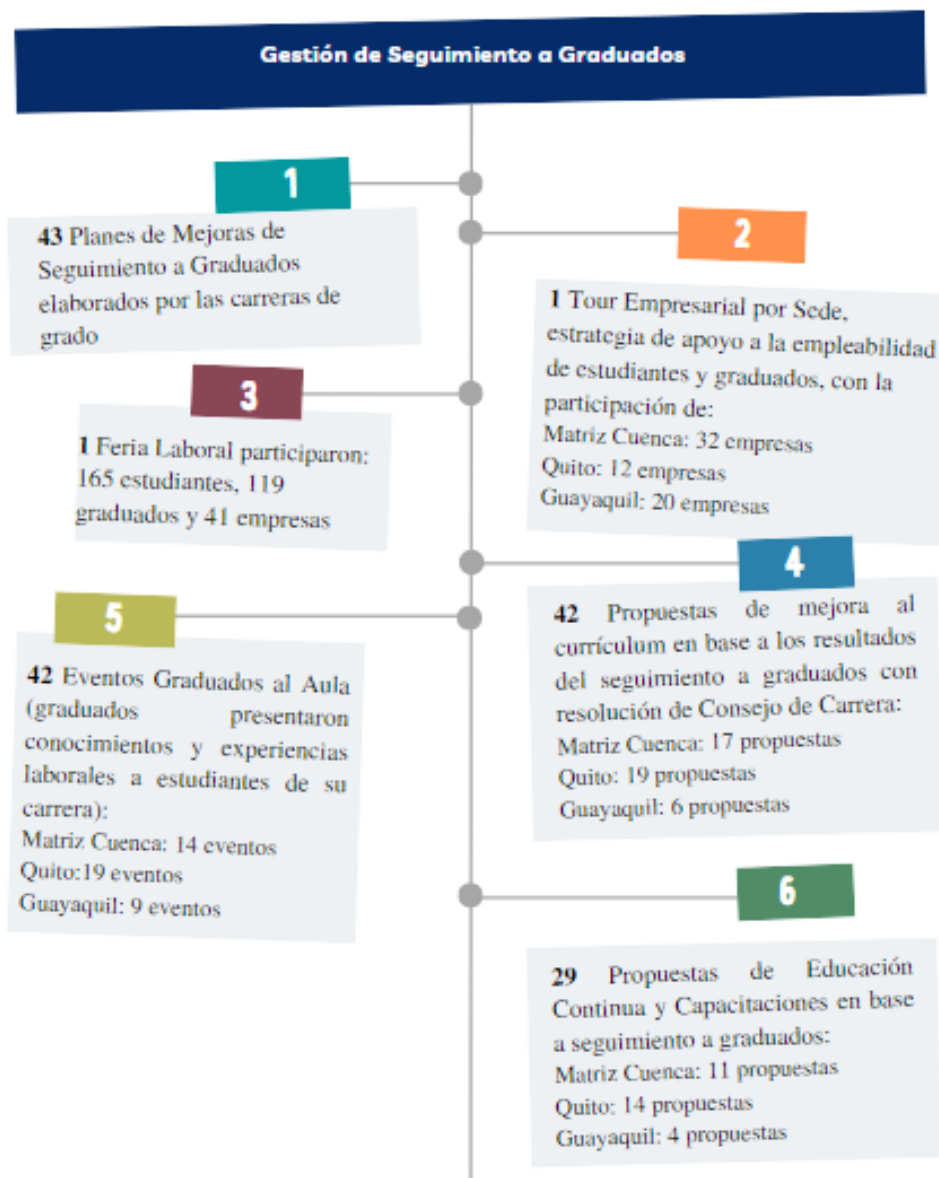 Gestión de Seguimiento a Graduados
1
43 Planes de Mejoras de
Seguimiento a Graduados
elaborados por las carreras de
grado
2
1 Tour Empresarial por Sede,
estrategia de apoyo a la empleabilidad
de estudiantes y graduados, con la
participación de:
Matriz Cuenca: 32 empresas
Quito: 12 empresas
Guayaquil: 20 empresas
3
1 Feria Laboral participaron:
165 estudiantes, 119
graduados y 41 empresas
4
42 Propuestas de mejora al
currículum en base a los resultados
del seguimiento a graduados con
resolución de Consejo de Carrera:
Matriz Cuenca: 17 propuestas
Quito: 19 propuestas
Guayaquil: 6 propuestas
5
42 Eventos Graduados al Aula
(graduados presentaron
conocimientos y experiencias
laborales a estudiantes de su
carrera):
Matriz Cuenca: 14 eventos
Quito:19 eventos
Guayaquil: 9 eventos
6
29 Propuestas de Educación
Continua y Capacitaciones en base
a seguimiento a graduados:
Matriz Cuenca: 11 propuestas
Quito: 14 propuestas
Guayaquil: 4 propuestas